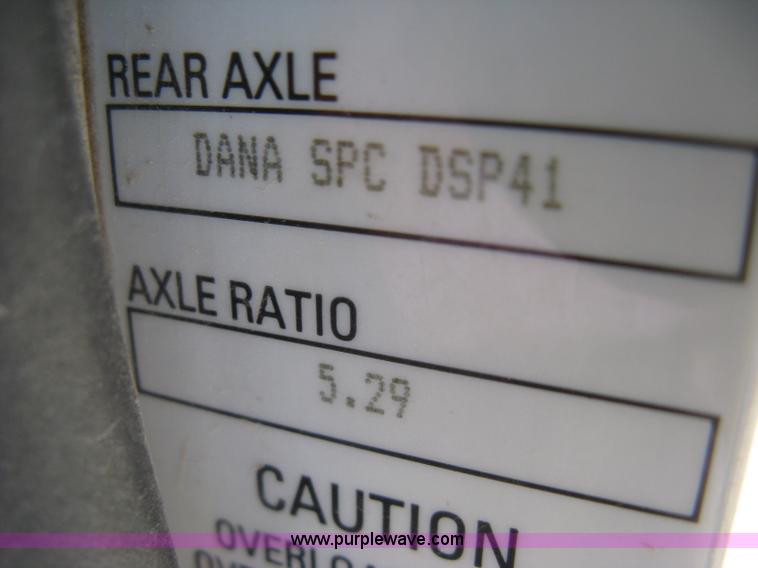 REAR AXLE
DANA SPC DSP41
AXLE RATIO
5.29
CAUTION
www.purplewave.com